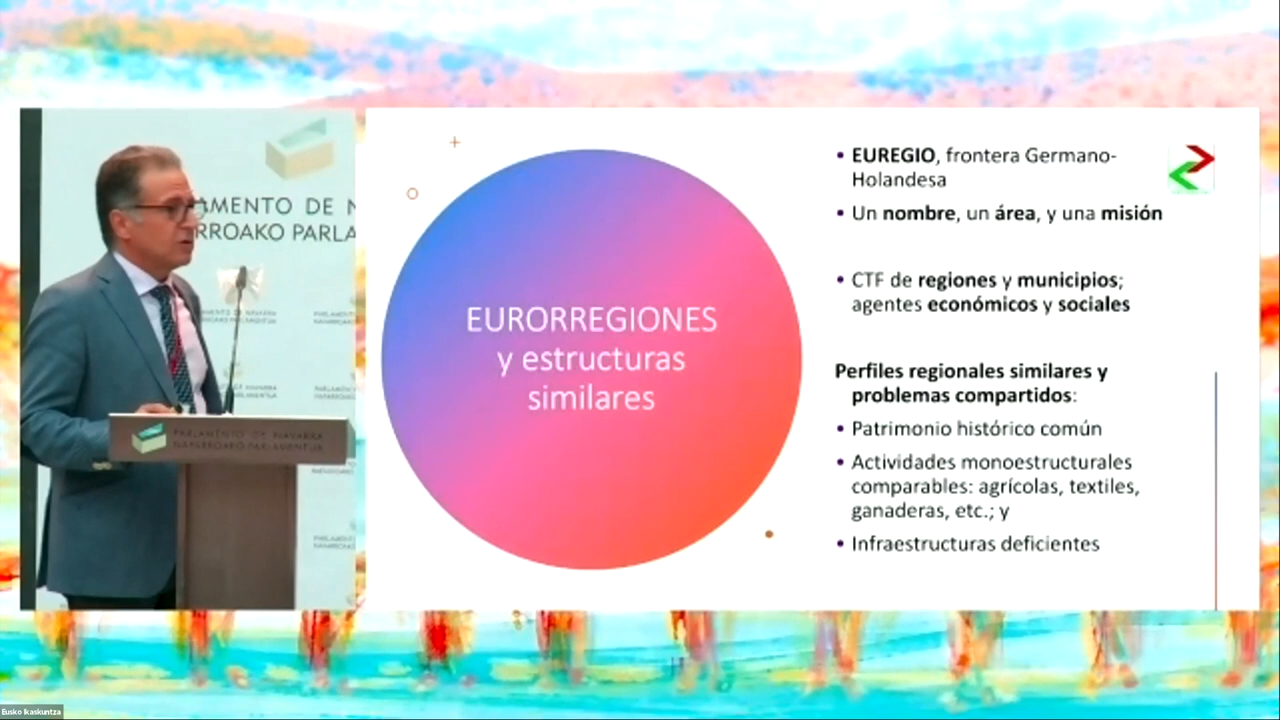 AMENTO DE N
RROAKO PARLA
PARLAMENTO DE NAVARRA
NAFARROAKO PARLAMENTUA
EURORREGIONES
y estructuras
similares
• EUREGIO, frontera Germano-
Holandesa
• Un nombre, un área, y una misión
• CTF de regiones y municipios;
agentes económicos y sociales
Perfiles regionales similares y
problemas compartidos:
• Patrimonio histórico común
• Actividades monoestructurales
comparables: agrícolas, textiles,
ganaderas, etc.; y
• Infraestructuras deficientes
Eusko Ikaskuntza